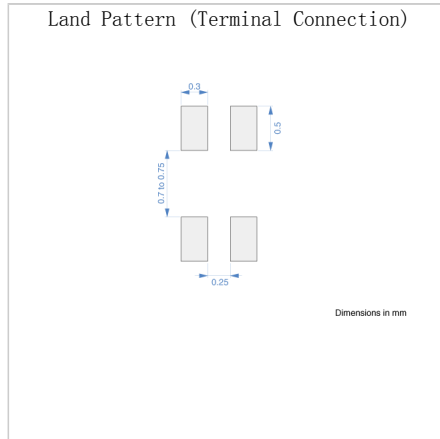 Land Pattern (Terminal Connection)
0.3
0.5
0.7 to 0.75
0.25
Dimensions in mm